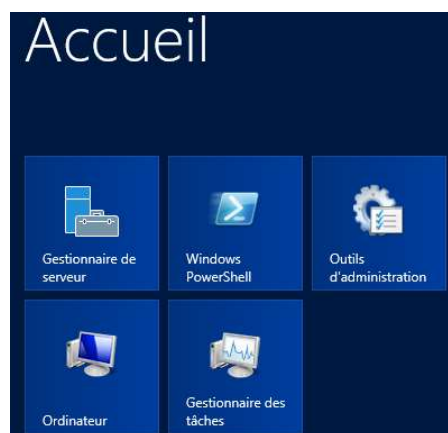 Accueil
Gestionnaire de
serveur
Windows
PowerShell
Outils
d'administration
Ordinateur
Gestionnaire des
tâches